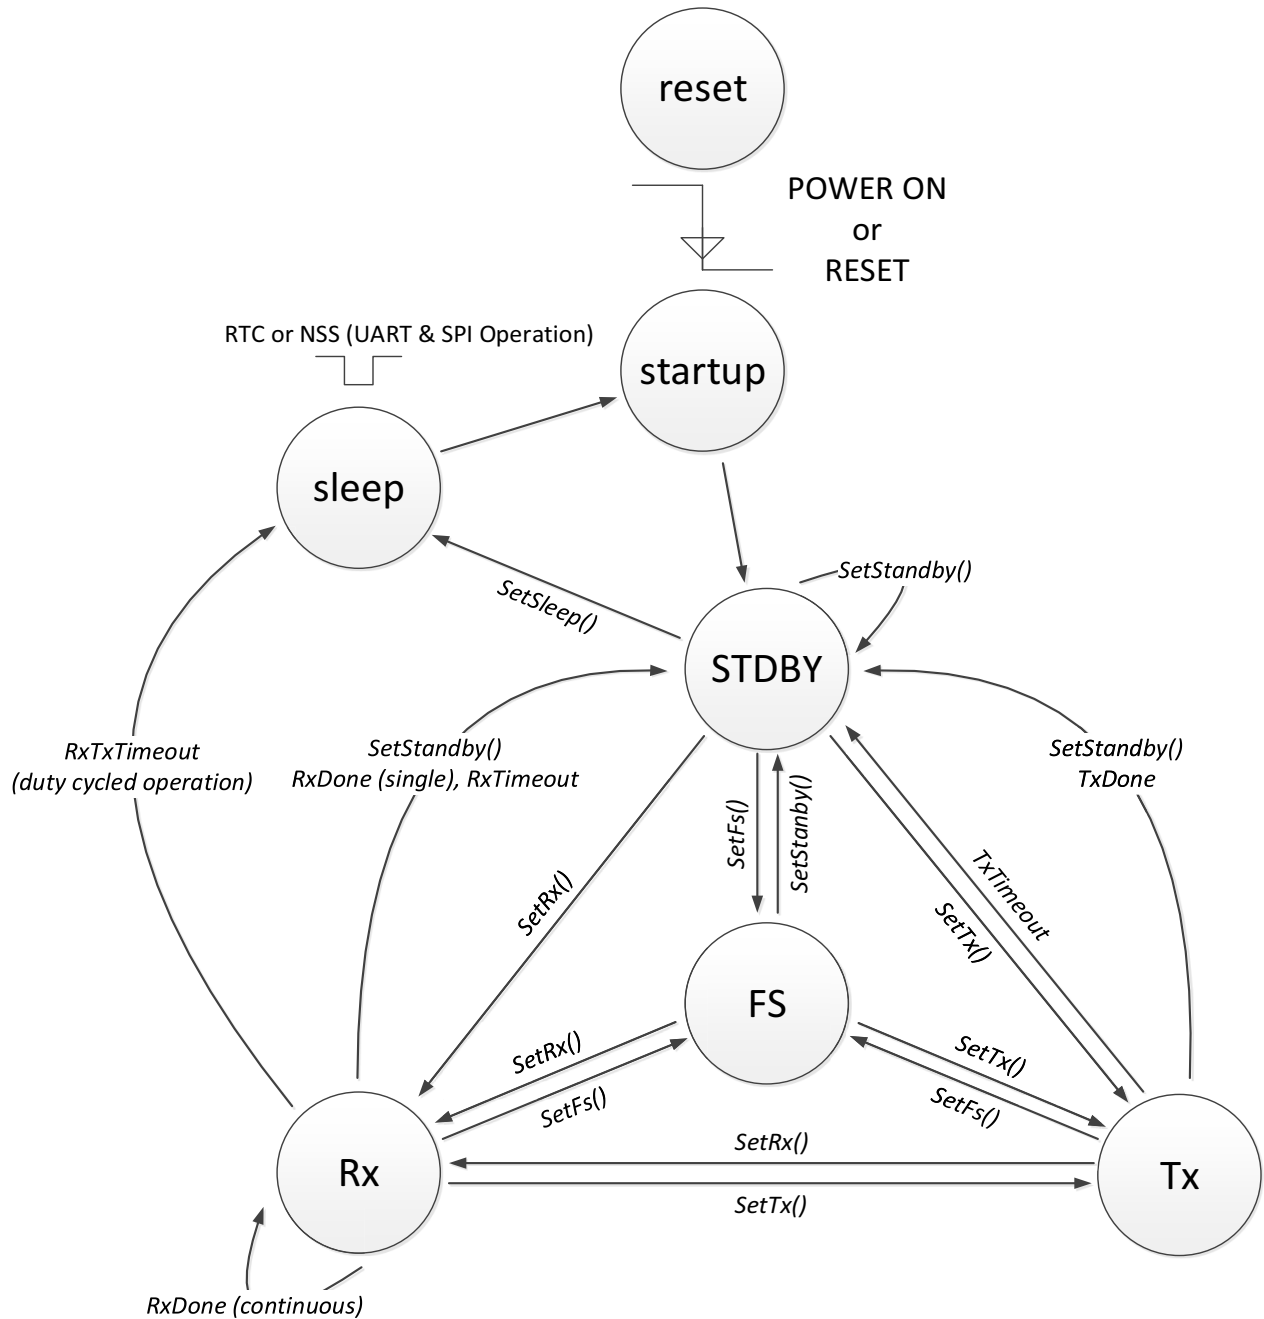 reset
POWER ON
or
RESET
RTC or NSS (UART & SPI Operation)
startup
sleep
SetStandby()
SetSleep()
STDBY
RxTxTimeout
(duty cycled operation)
SetStandby()
RxDone (single), RxTimeout
SetStandby()
TxDone
SetFs()
SetStanby()
TxTimeout
SetRx()
SetTx()
FS
SetRx()
SetFs()
SetTx()
SetFs()
SetRx()
Rx
Tx
SetTx()
RxDone (continuous)